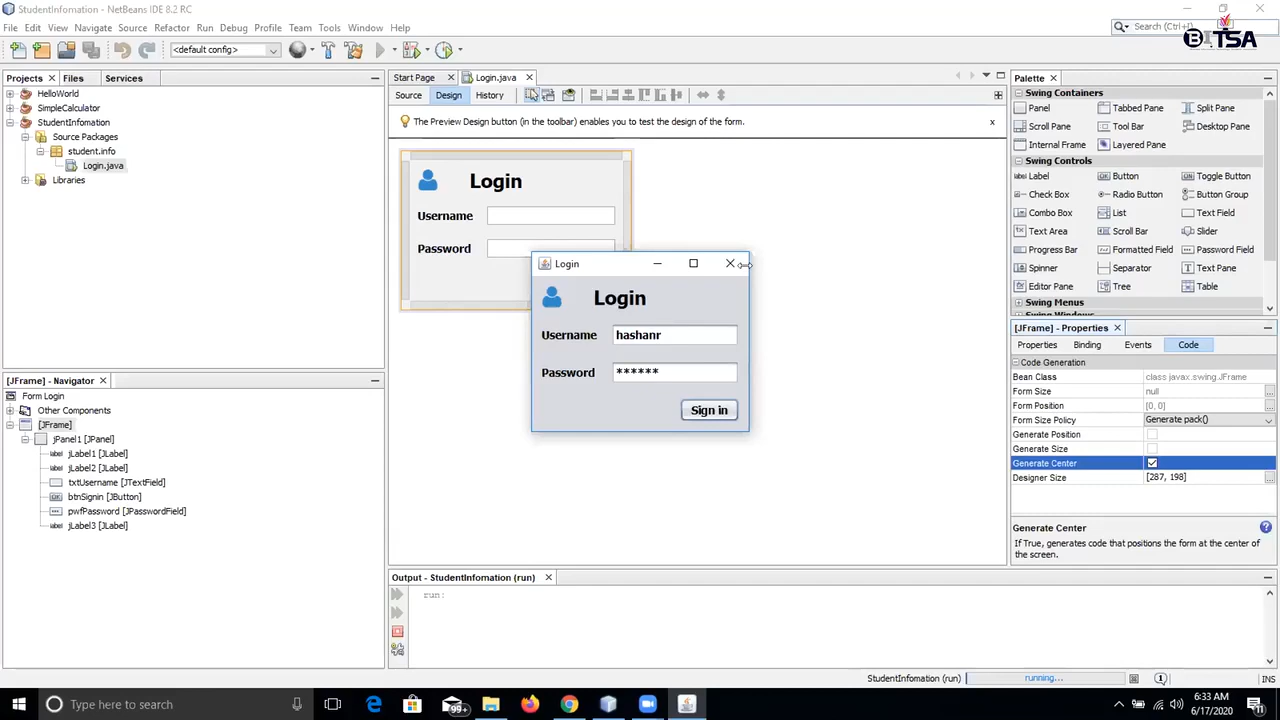 StudentInfomation - NetBeans IDE 8.2 RC
File Edit View Navigate Source Refactor Run Debug Profile Team Tools Window Help
Search (Ctrl+I)
TSA
<default config>
Projects Files Services
Start Page Login.java
Palette
Source Design History
The Preview Design button (in the toolbar) enables you to test the design of the form.
HelloWorld
SimpleCalculator
StudentInfomation
Source Packages
student.info
Login.java
Libraries
Login
Username
Password
Login
Login
Username hashanr
Password ******
Sign in
Swing Containers
Panel Tabbed Pane Split Pane
Scroll Pane Tool Bar Desktop Pane
Internal Frame Layered Pane
Swing Controls
Label Button Toggle Button
Check Box Radio Button Button Group
Combo Box List Text Field
Text Area Scroll Bar Slider
Progress Bar Formatted Field Password Field
Spinner Separator Text Pane
Editor Pane Tree Table
Swing Menus
Swing Windows
[JFrame] - Properties
Properties Binding Events Code
Code Generation
Bean Class class javax.swing.JFrame
Form Size null
Form Position [0, 0]
Form Size Policy Generate pack()
Generate Position
Generate Size
Generate Center
Designer Size [287, 198]
Generate Center
If True, generates code that positions the form at the center of
the screen.
[JFrame] - Navigator
Form Login
Other Components
[JFrame]
jPanel1 [JPanel]
jLabel1 [JLabel]
jLabel2 [JLabel]
txtUsername [JTextField]
btnSignin [JButton]
pwfPassword [JPasswordField]
jLabel3 [JLabel]
Output - StudentInfomation (run)
run:
StudentInfomation (run) running... 1 INS
Type here to search
99+
6:33 AM
6/17/2020
11